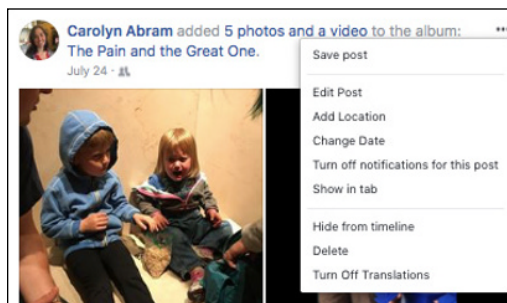 Carolyn Abram added 5 photos and a video to the album:
The Pain and the Great One.
July 24 ·
Save post
Edit Post
Add Location
Change Date
Turn off notifications for this post
Show in tab
Hide from timeline
Delete
Turn Off Translations